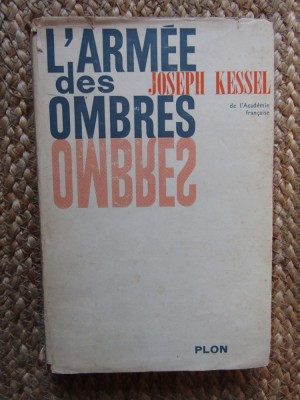 L'ARMÉE
des JOSEPH KESSEL
OMBRES de l'Académie
française
OMBRES
PLON